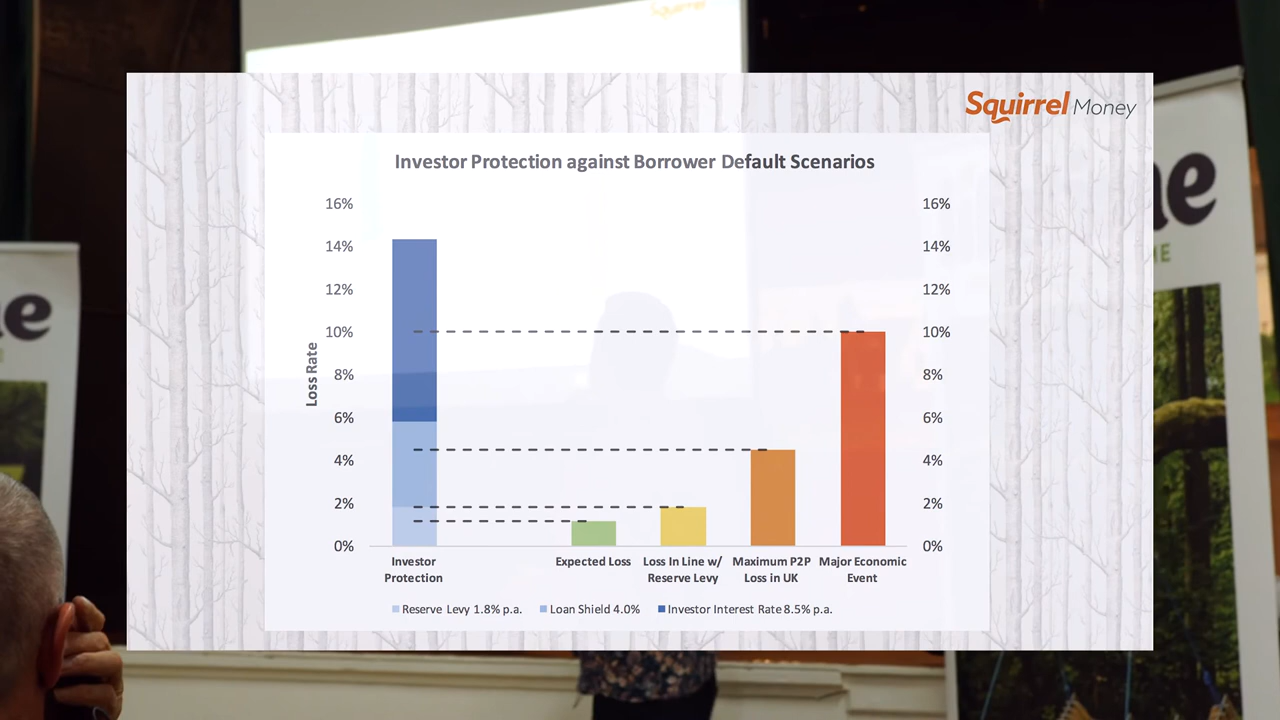 Squirrel
Squirrel Money
Investor Protection against Borrower Default Scenarios
16%
14%
12%
10%
8%
6%
4%
2%
0%
Loss Rate
16%
14%
12%
10%
8%
6%
4%
2%
0%
Investor
Protection
Expected Loss
Loss In Line w/
Reserve Levy
Maximum P2P
Loss in UK
Major Economic
Event
Reserve Levy 1.8% p.a.
Loan Shield 4.0%
Investor Interest Rate 8.5% p.a.